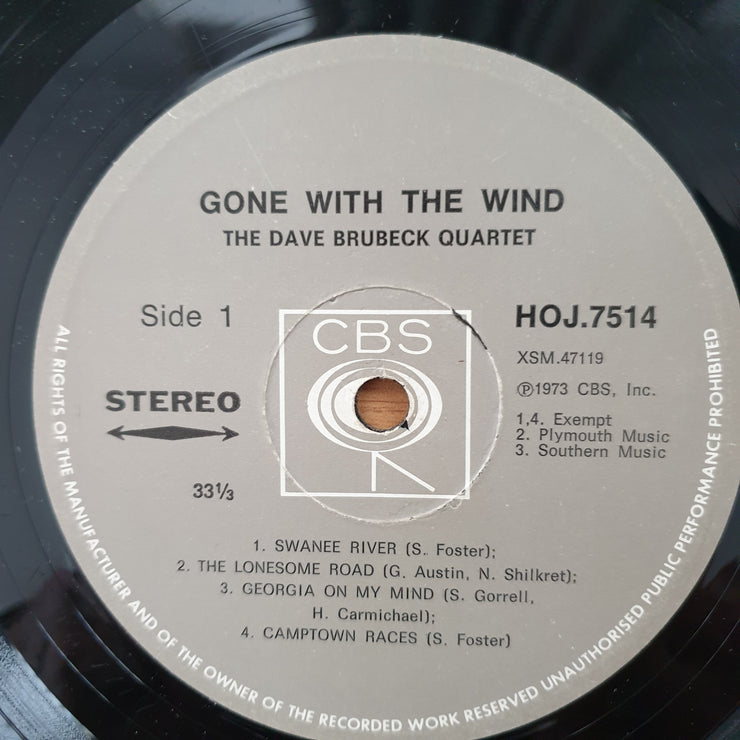 GONE WITH THE WIND
THE DAVE BRUBECK QUARTET
Side 1
HOJ.7514
CBS
XSM.47119
STEREO
℗1973 CBS, Inc.
1,4. Exempt
2. Plymouth Music
3. Southern Music
33⅓
1. SWANEE RIVER (S. Foster);
2. THE LONESOME ROAD (G. Austin, N. Shilkret);
3. GEORGIA ON MY MIND (S. Gorrell,
H. Carmichael);
4. CAMPTOWN RACES (S. Foster)
ALL RIGHTS OF THE MANUFACTURER AND OF THE OWNER OF THE RECORDED WORK RESERVED UNAUTHORISED PUBLIC PERFORMANCE PROHIBITED